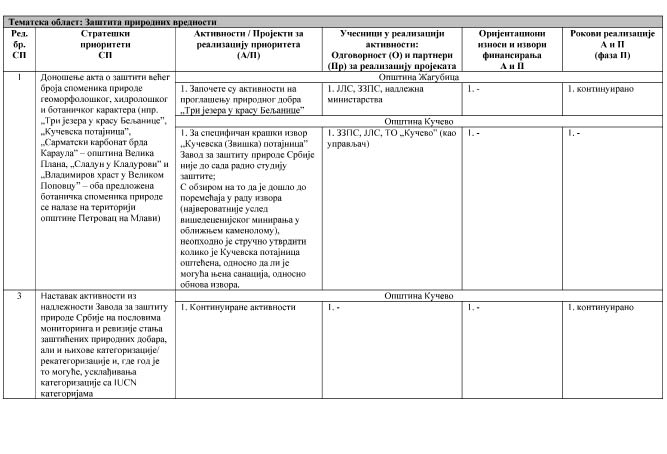 Тематска област: Заштита природних вредности
Ред. бр. СП
Стратешки приоритети СП
Активности / Пројекти за реализацију приоритета (А/П)
Учесници у реализацији активности: Одговорност (О) и партнери (Пр) за реализацију пројеката
Оријентациони износи и извори финансирања А и П
Рокови реализације А и П (фаза П)
1
Доношење акта о заштити већег
броја споменика природе
геоморфолошког, хидролошког
и ботаничког карактера (нпр.
„Три језера у красу Бељанице”,
„Кучевска потајница”,
„Сарматски карбонат брда
Караула” – општина Велика
Плана, „Сладун у Кладурови” и
„Владимиров храст у Великом
Поповцу” – оба предложена
ботаничка споменика природе
се налазе на територији
општине Петровац на Млави)
Општина Жагубица
1. Започете су активности на
проглашењу природног добра
„Три језера у красу Бељанице”
1. ЈЛС, ЗЗПС, надлежна
министарства
1. -
1. континуирано
Општина Кучево
1. За специфичан крашки извор
„Кучевска (Звишка) потајница”
Завод за заштиту природе Србије
није до сада радио студију
заштите;
С обзиром на то да је дошло до
поремећаја у раду извора
(највероватније услед
вишедеценијског минирања у
оближњем каменолому),
неопходно је стручно утврдити
колико је Кучевска потајница
оштећена, односно да ли је
могућа њена санација, односно
обнова извора.
1. ЗЗПС, ЈЛС, ТО „Кучево” (као
управљач)
1. -
1. -
3
Наставак активности из
надлежности Завода за заштиту
природе Србије на пословима
мониторинга и ревизије стања
заштићених природних добара,
али и њихове категоризације/
рекатегоризације и, где год је
то могуће, усклађивања
категоризације са IUCN
категоријама
Општина Кучево
1. Континуиране активности
1. -
1. -
1. континуирано